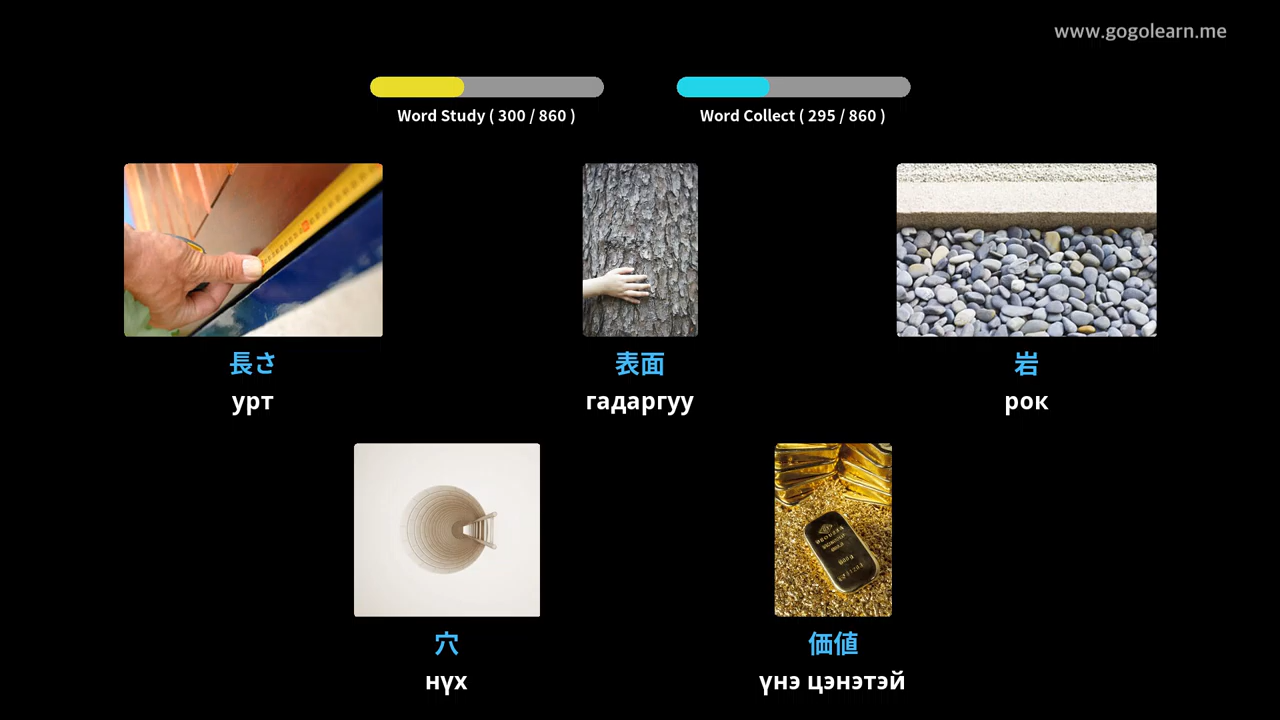 www.gogolearn.me
Word Study ( 300 / 860 )
Word Collect ( 295 / 860 )
長さ
урт
表面
гадаргуу
岩
рок
穴
нүх
価値
үнэ цэнэтэй